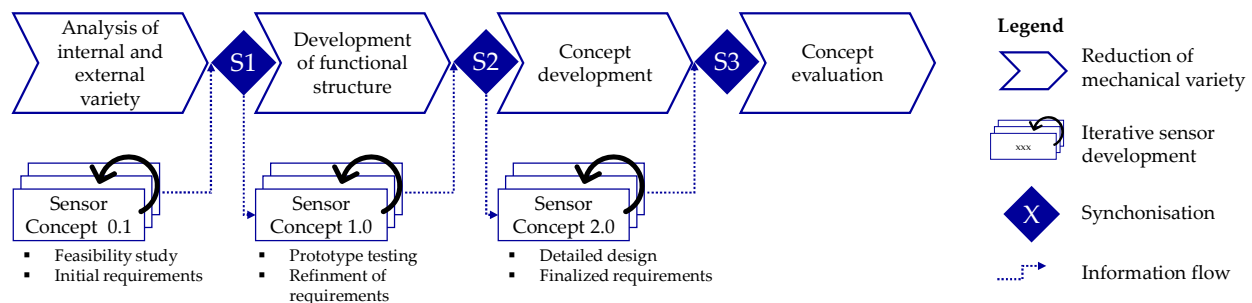 Analysis of
internal and
external
variety
S1
Development
of functional
structure
S2
Concept
development
S3
Concept
evaluation
Sensor
Concept 0.1
▪ Feasibility study
▪ Initial requirements
Sensor
Concept 1.0
▪ Prototype testing
▪ Refinment of
requirements
Sensor
Concept 2.0
▪ Detailed design
▪ Finalized requirements
Legend
Reduction of
mechanical variety
xxx
Iterative sensor
development
X
Synchonisation
Information flow